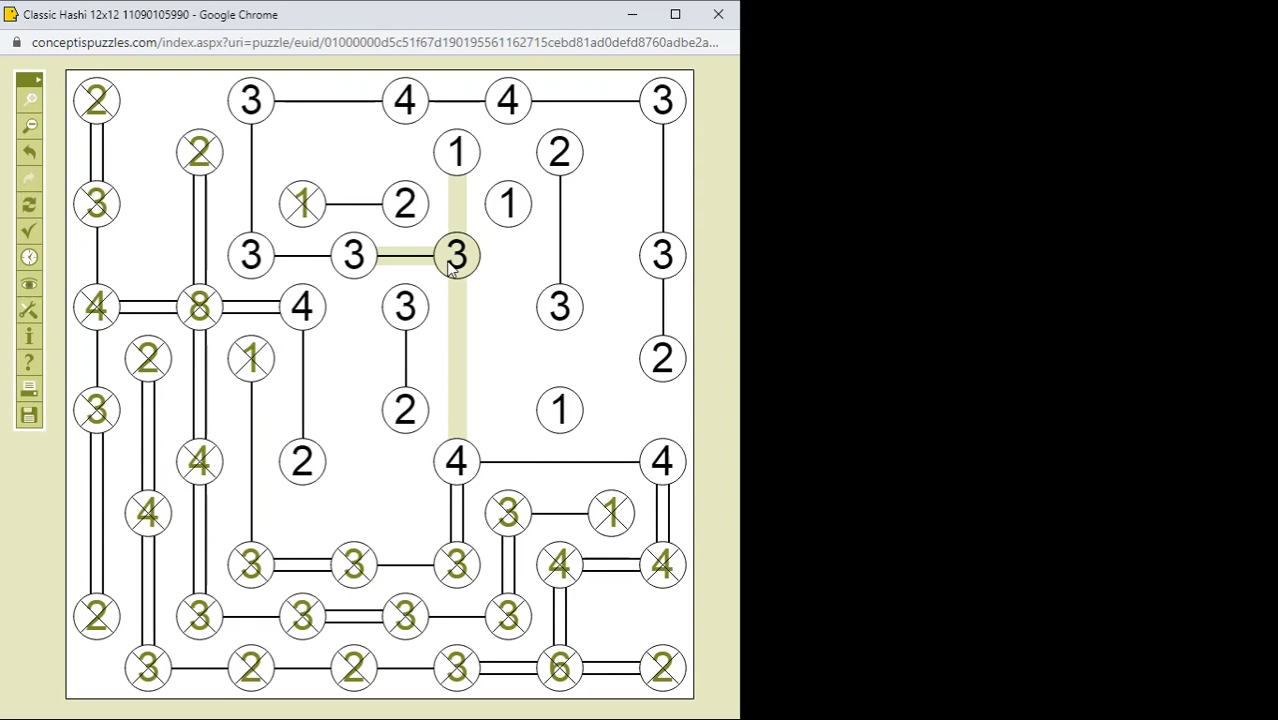 Classic Hashi 12x12 11090105990 - Google Chrome
conceptispuzzles.com/index.aspx?uri=puzzle/euid/01000000d5c51f67d190195561162715cebd81ad0defd8760adbe2a...
2 3 4 4 3
2 1 2
3 1 2 1
3 3 3 3
4 8 4 3 3
2 1 2
3 2 1
4 2 4 4
4 3 1
3 3 3 4 4
2 3 3 3 3
3 2 2 3 6 2